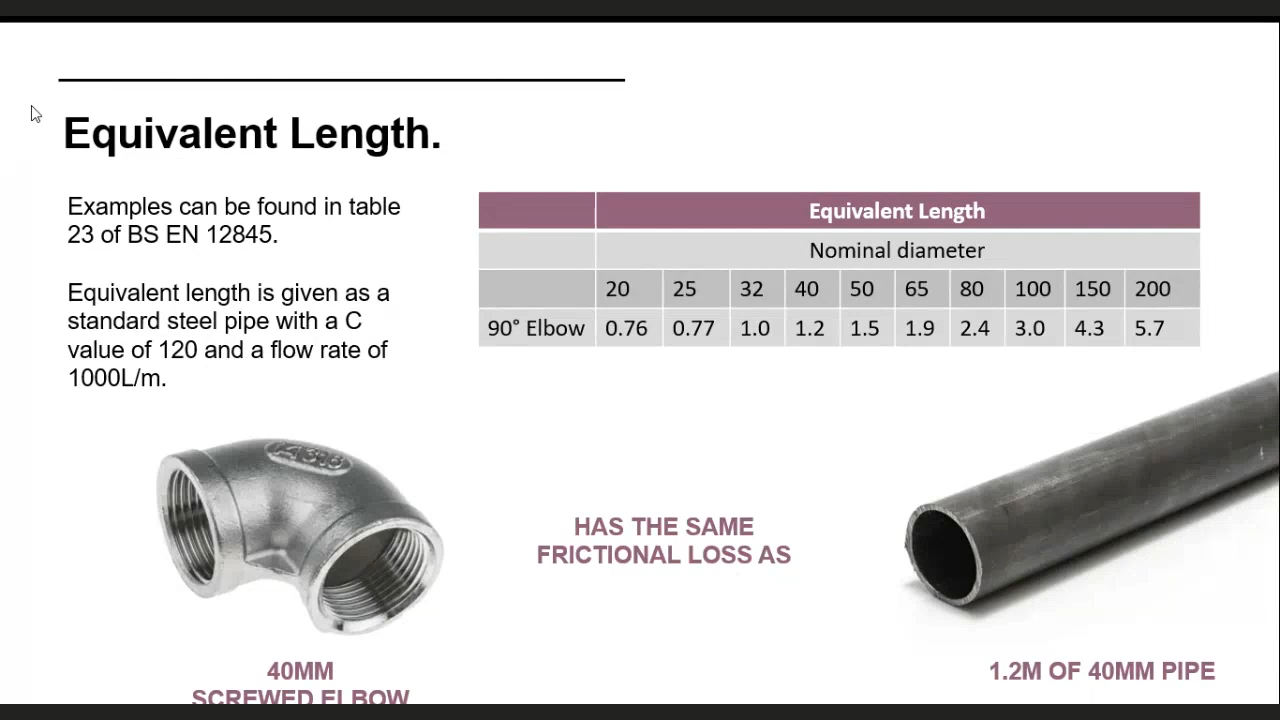 Equivalent Length.
Examples can be found in table
23 of BS EN 12845.
Equivalent length is given as a
standard steel pipe with a C
value of 120 and a flow rate of
1000L/m.
Equivalent Length
Nominal diameter
20 25 32 40 50 65 80 100 150 200
90° Elbow 0.76 0.77 1.0 1.2 1.5 1.9 2.4 3.0 4.3 5.7
HAS THE SAME
FRICTIONAL LOSS AS
40MM
SCREWED ELBOW
1.2M OF 40MM PIPE